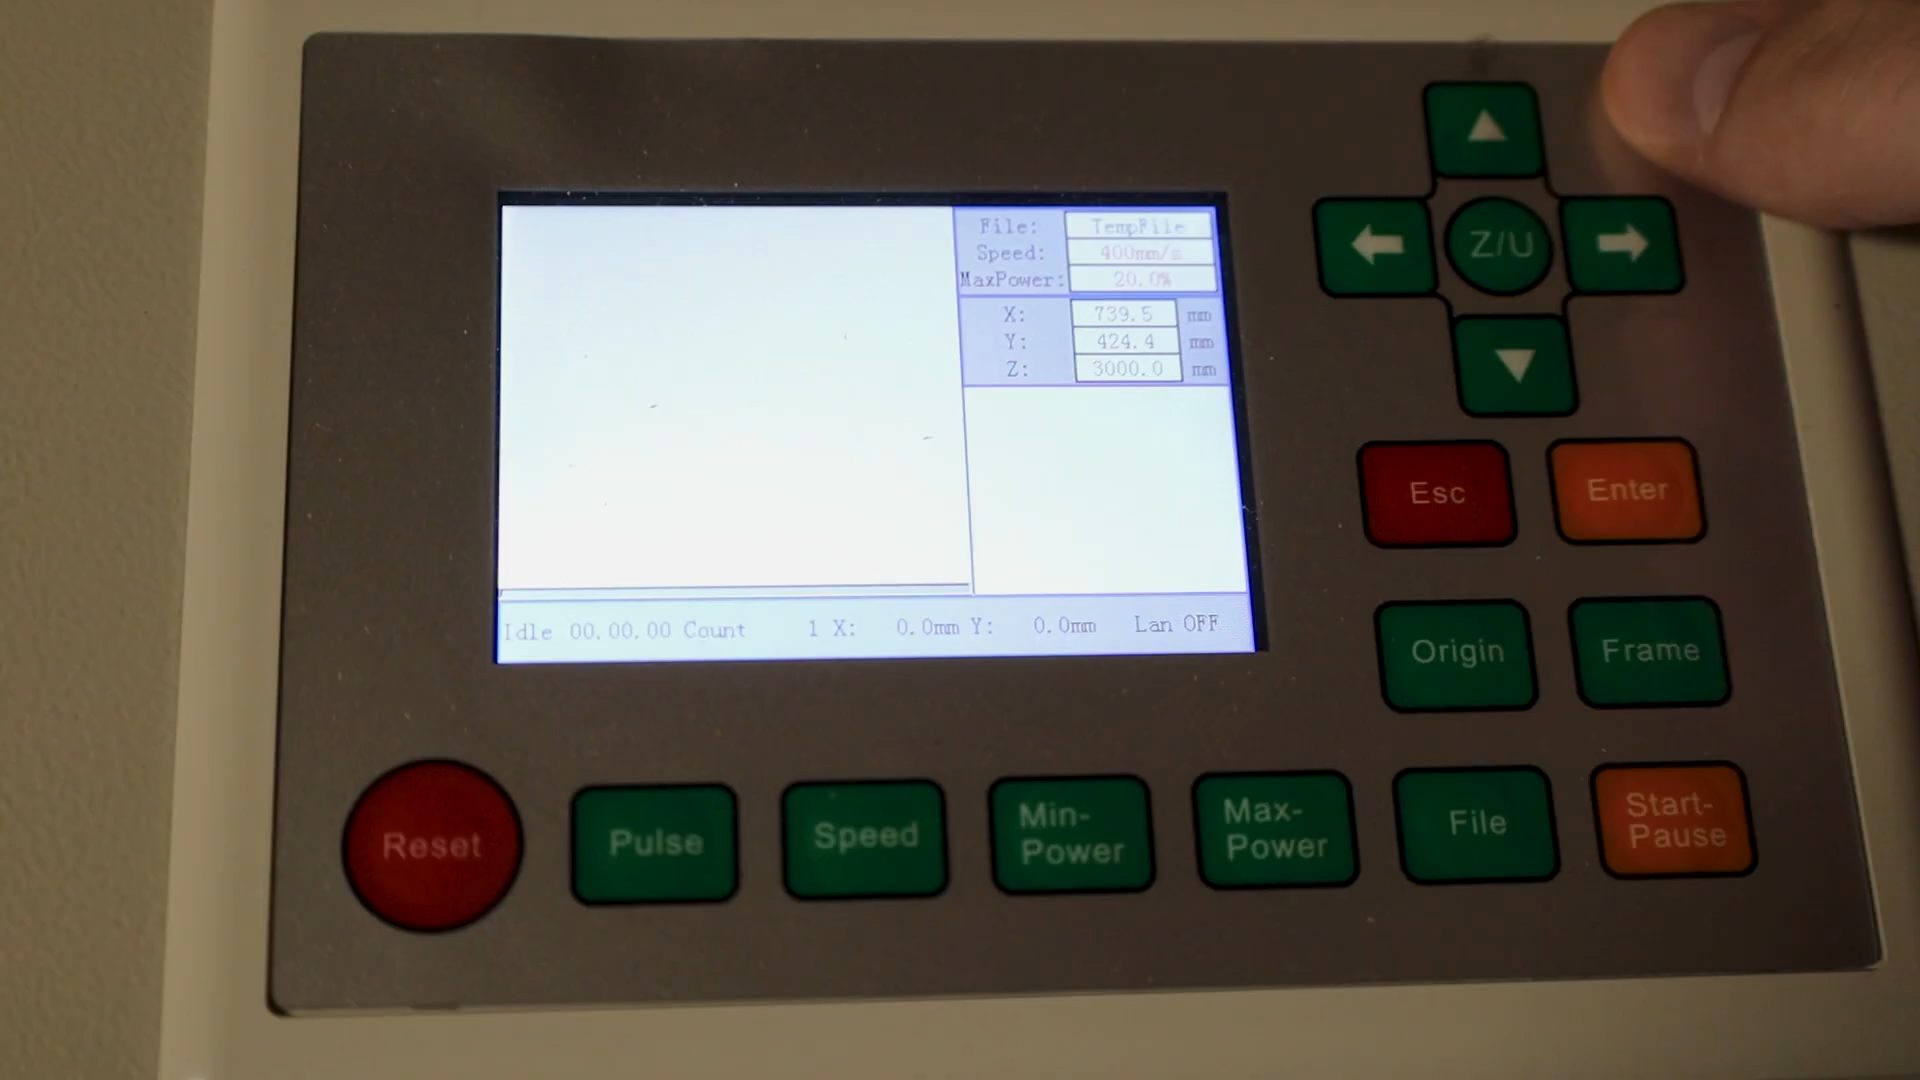 File: TempFile
Speed: 400mm/s
MaxPower: 20.0%
X: 739.5 mm
Y: 424.4 mm
Z: 3000.0 mm
Idle 00.00.00 Count 1 X: 0.0mm Y: 0.0mm Lan OFF
Z/U
Esc Enter
Origin Frame
Reset Pulse Speed Min-Power Max-Power File Start-Pause